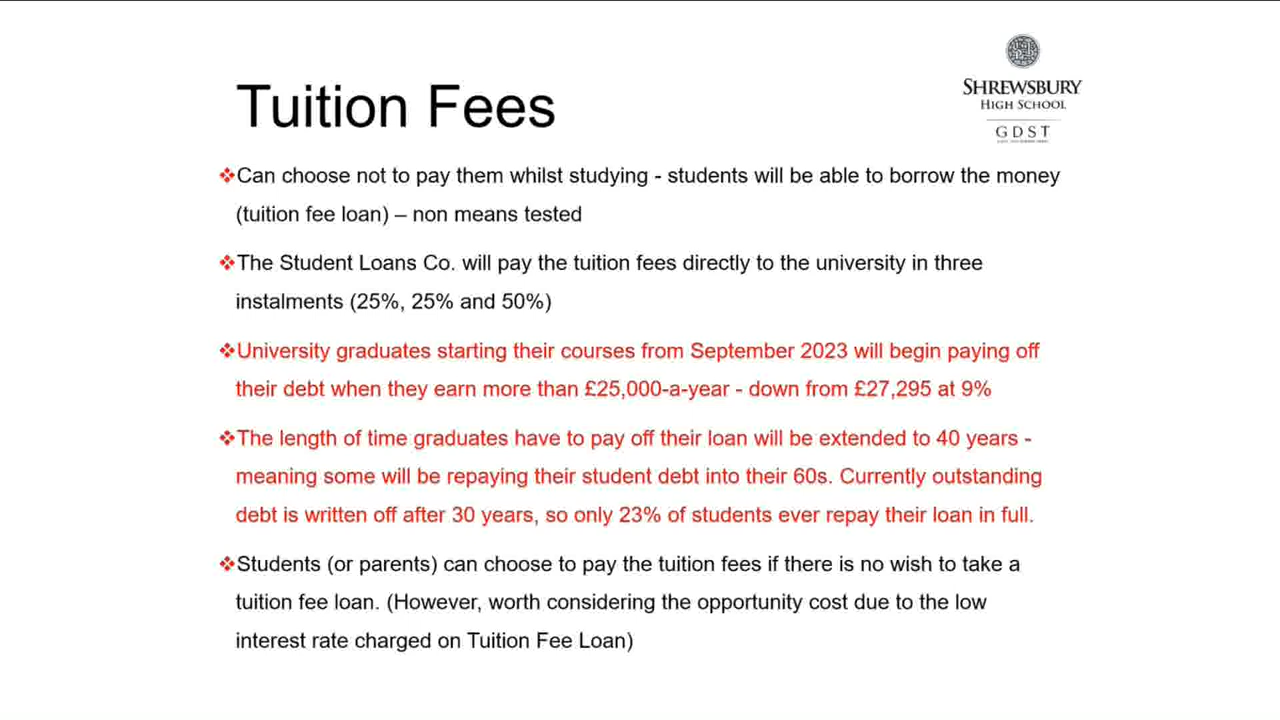 SHREWSBURY
HIGH SCHOOL
GDST
Tuition Fees
❖Can choose not to pay them whilst studying - students will be able to borrow the money
(tuition fee loan) – non means tested
❖The Student Loans Co. will pay the tuition fees directly to the university in three
instalments (25%, 25% and 50%)
❖University graduates starting their courses from September 2023 will begin paying off
their debt when they earn more than £25,000-a-year - down from £27,295 at 9%
❖The length of time graduates have to pay off their loan will be extended to 40 years -
meaning some will be repaying their student debt into their 60s. Currently outstanding
debt is written off after 30 years, so only 23% of students ever repay their loan in full.
❖Students (or parents) can choose to pay the tuition fees if there is no wish to take a
tuition fee loan. (However, worth considering the opportunity cost due to the low
interest rate charged on Tuition Fee Loan)